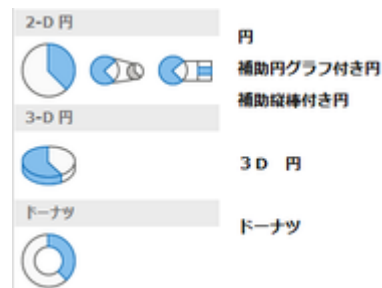 2-D 円
円
補助円グラフ付き円
補助縦棒付き円
3-D 円
３D　円
ドーナツ
ドーナツ